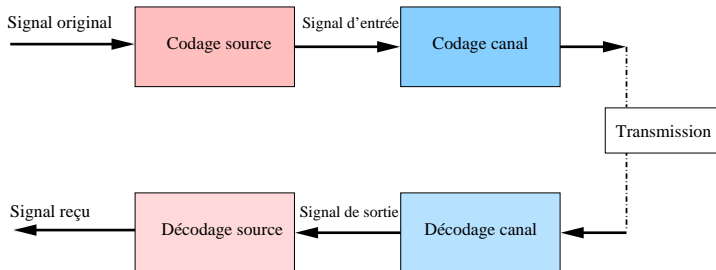 Signal original
Codage source
Signal d'entrée
Codage canal
Transmission
Signal reçu
Décodage source
Signal de sortie
Décodage canal